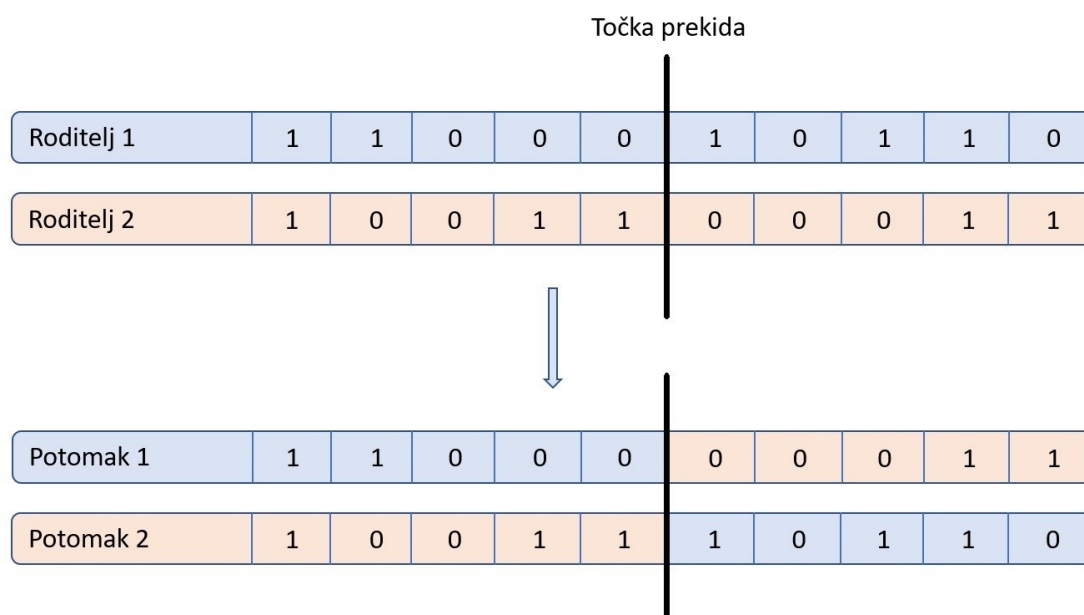 Točka prekida
Roditelj 1 1 1 0 0 0 1 0 1 1 0
Roditelj 2 1 0 0 1 1 0 0 0 1 1
Potomak 1 1 1 0 0 0 0 0 0 1 1
Potomak 2 1 0 0 1 1 1 0 1 1 0